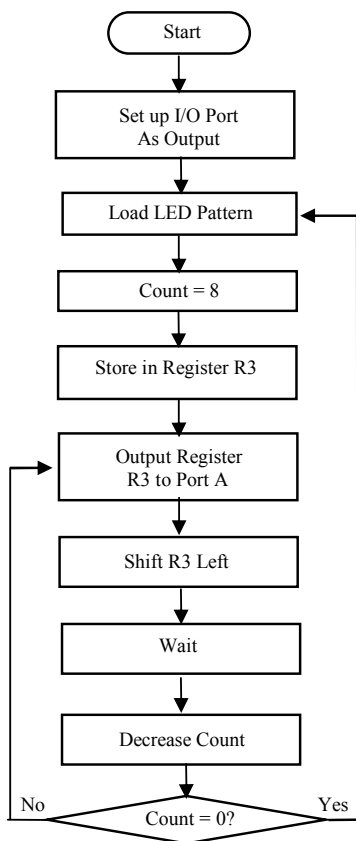 Start
Set up I/O Port
As Output
Load LED Pattern
Count = 8
Store in Register R3
Output Register
R3 to Port A
Shift R3 Left
Wait
Decrease Count
No
Count = 0?
Yes